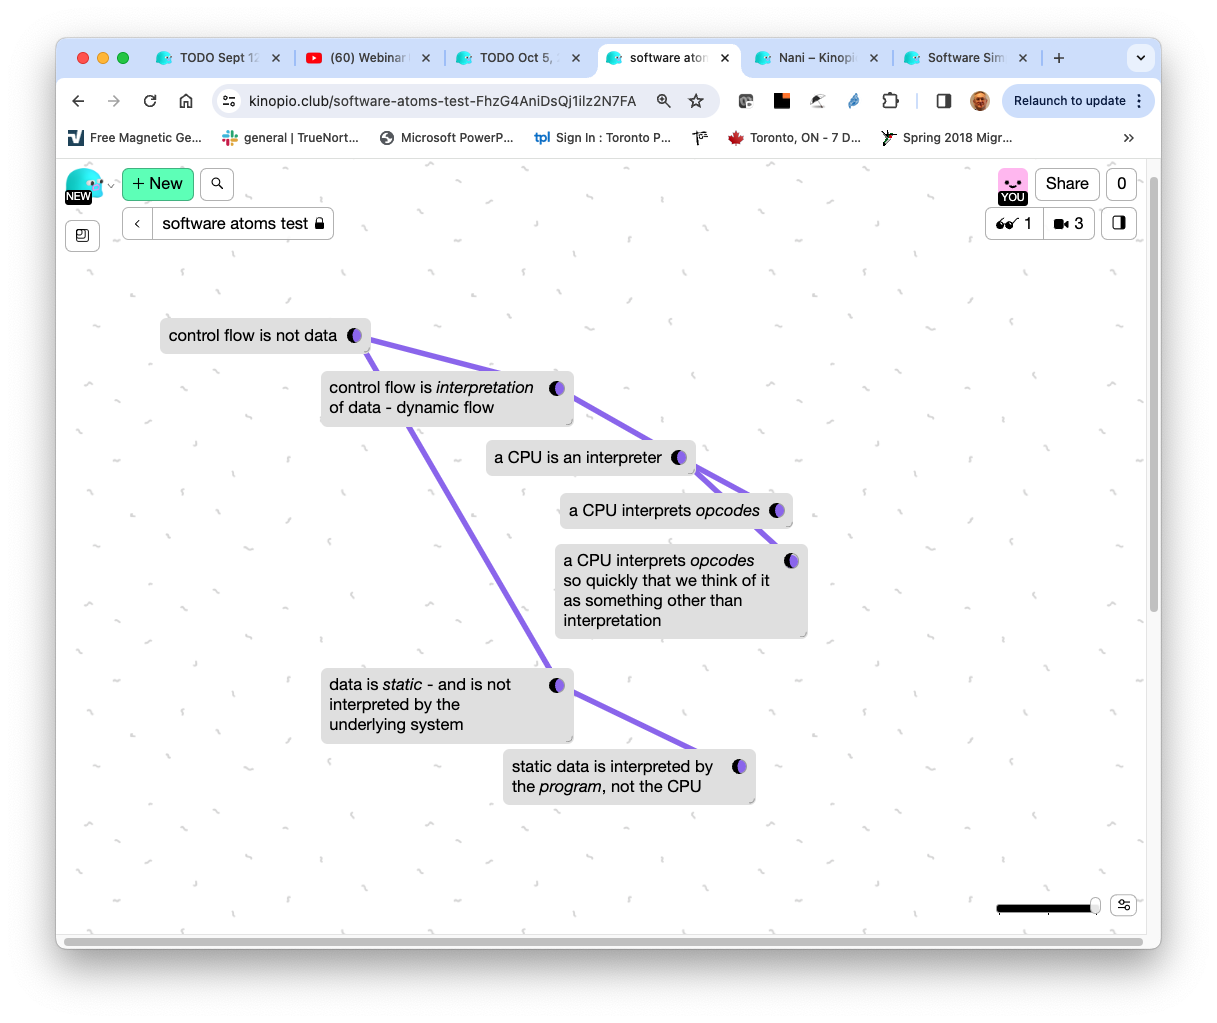 TODO Sept 12
(60) Webinar
TODO Oct 5, 
software atom
Nani – Kinopi
Software Sim
kinopio.club/software-atoms-test-FhzG4AniDsQj1iIz2N7FA
Relaunch to update
Free Magnetic Ge...
general | TrueNort...
Microsoft PowerP...
tpl Sign In : Toronto P...
Toronto, ON - 7 D...
Spring 2018 Migr...
NEW
+ New
YOU
Share
0
software atoms test
1
3
control flow is not data
control flow is interpretation
of data - dynamic flow
a CPU is an interpreter
a CPU interprets opcodes
a CPU interprets opcodes
so quickly that we think of it
as something other than
interpretation
data is static - and is not
interpreted by the
underlying system
static data is interpreted by
the program, not the CPU